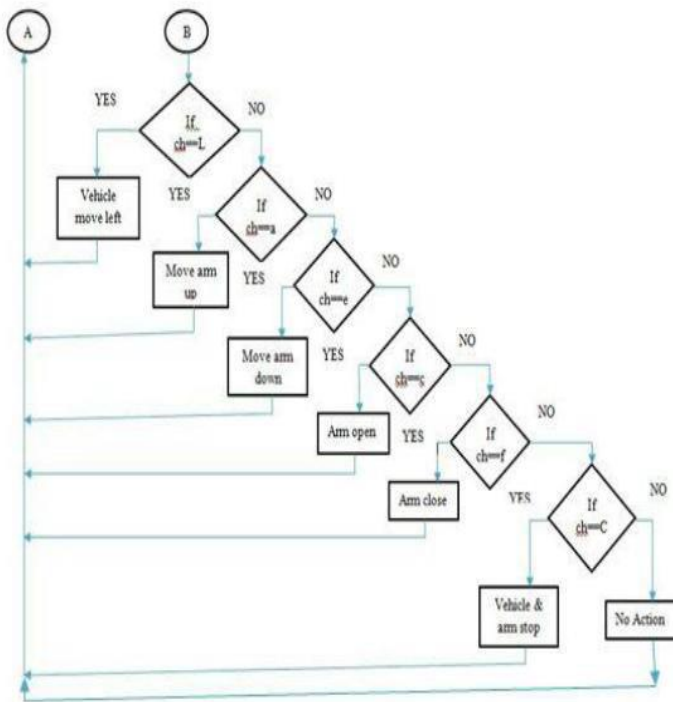 A
B
YES
NO
If
ch==L
Vehicle
move left
YES
NO
If
ch==a
Move arm
up
YES
NO
If
ch==e
Move arm
down
YES
NO
If
ch==s
Arm open
YES
NO
If
ch==f
Arm close
YES
NO
If
ch==C
Vehicle &
arm stop
No Action